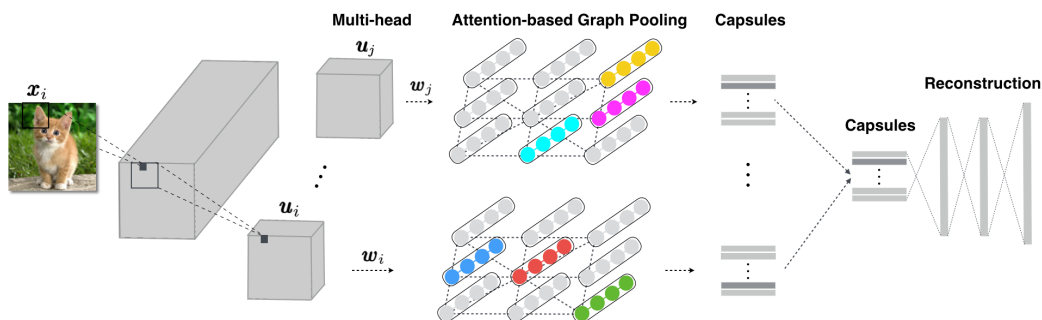 Multi-head
Attention-based Graph Pooling
Capsules
u_j
w_j
x_i
Reconstruction
Capsules
u_i
w_i